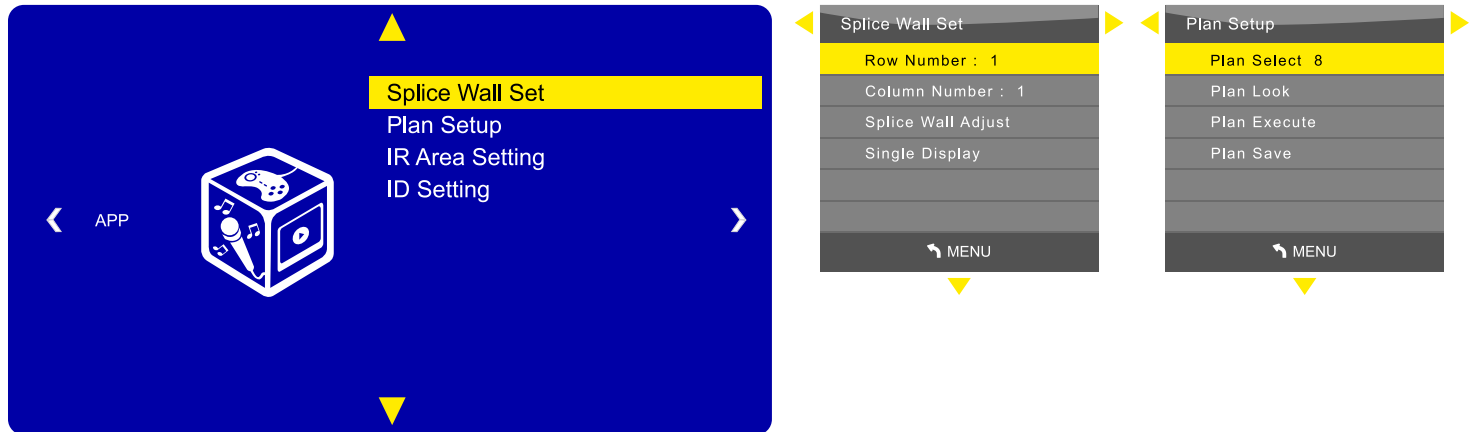 APP
Splice Wall Set
Plan Setup
IR Area Setting
ID Setting
Splice Wall Set
Row Number : 1
Column Number : 1
Splice Wall Adjust
Single Display
MENU
Plan Setup
Plan Select 8
Plan Look
Plan Execute
Plan Save
MENU